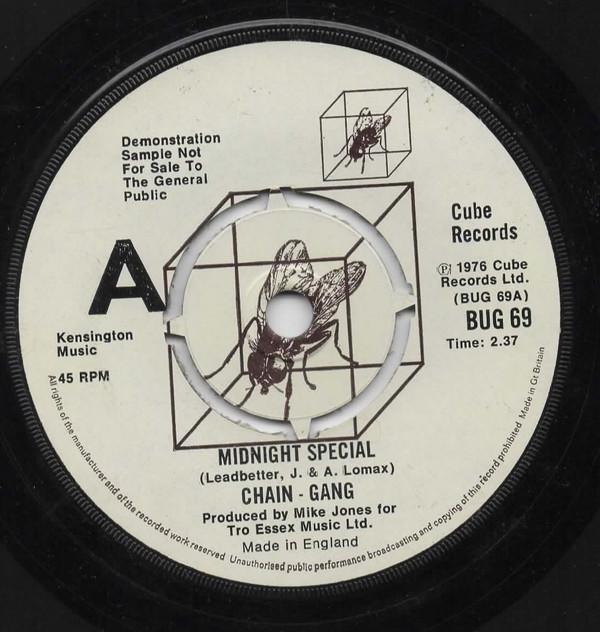 Demonstration
Sample Not
For Sale To
The General
Public
A
Kensington
Music
45 RPM
Cube
Records
Ⓟ 1976 Cube
Records Ltd.
(BUG 69A)
BUG 69
Time: 2.37
MIDNIGHT SPECIAL
(Leadbetter, J. & A. Lomax)
CHAIN - GANG
Produced by Mike Jones for
Tro Essex Music Ltd.
Made in England
All rights of the manufacturer and of the recorded work reserved Unauthorised public performance broadcasting and copying of this record prohibited Made in Gt Britain